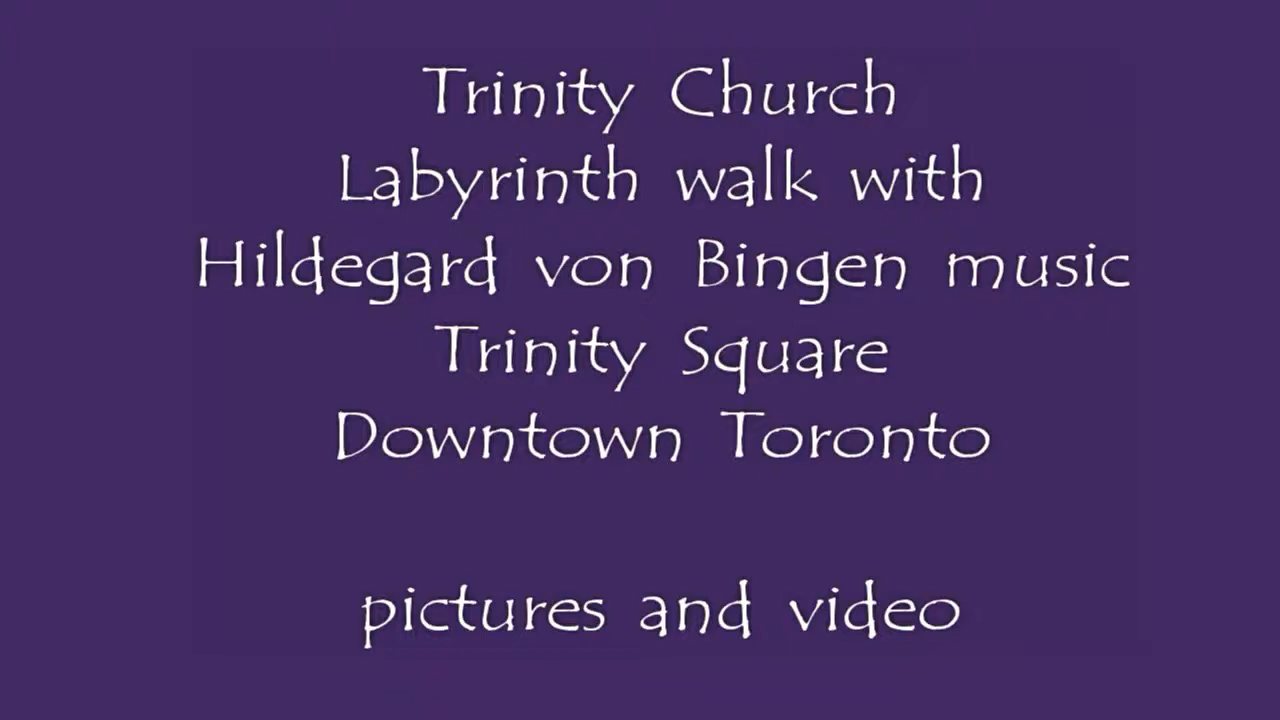 Trinity Church
Labyrinth walk with
Hildegard von Bingen music
Trinity Square
Downtown Toronto
pictures and video